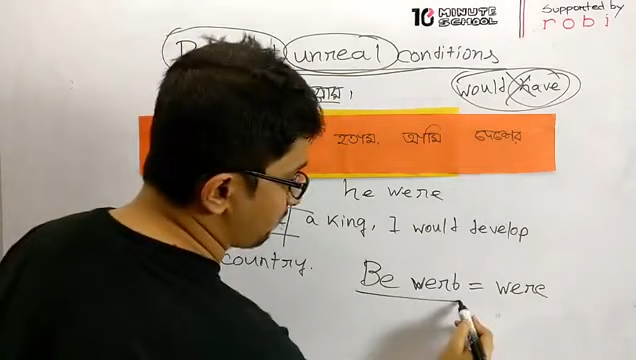 10 MINUTE SCHOOL
Supported by
robi
unreal conditions
would have
হতাম. আমি দেশের
he were
a king, I would develop
country.
Be werb = were